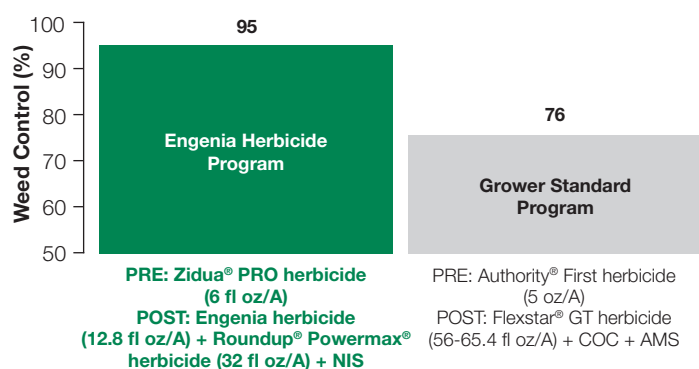 Weed Control (%)
100
90
80
70
60
50
95
Engenia Herbicide
Program
76
Grower Standard
Program
PRE: Zidua® PRO herbicide
(6 fl oz/A)
POST: Engenia herbicide
(12.8 fl oz/A) + Roundup® Powermax®
herbicide (32 fl oz/A) + NIS
PRE: Authority® First herbicide
(5 oz/A)
POST: Flexstar® GT herbicide
(56-65.4 fl oz/A) + COC + AMS